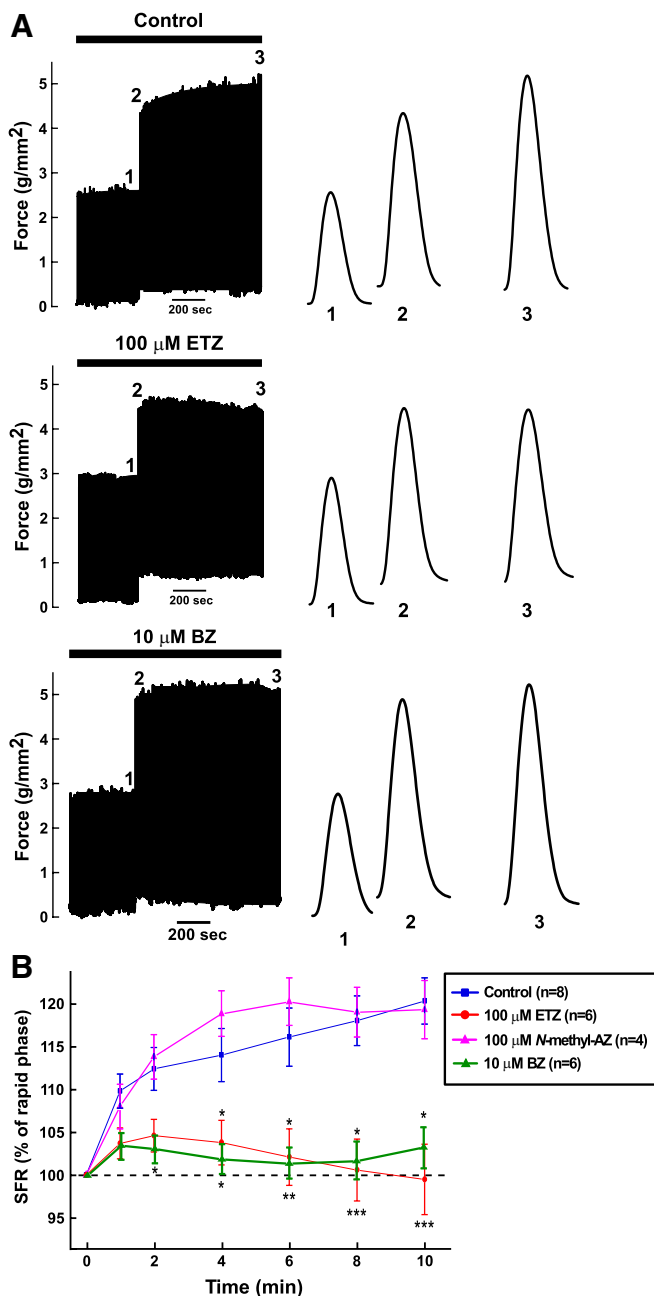 A
Control
3
2
1
5
4
3
2
1
0
Force (g/mm2)
200 sec
1 2 3
100 μM ETZ
2 3
1
5
4
3
2
1
0
Force (g/mm2)
200 sec
1 2 3
10 μM BZ
2 3
1
5
4
3
2
1
0
Force (g/mm2)
200 sec
1 2 3
B
SFR (% of rapid phase)
120
115
110
105
100
95
* * * *
* * ** *** ***
0 2 4 6 8 10
Time (min)
Control (n=8)
100 μM ETZ (n=6)
100 μM N-methyl-AZ (n=4)
10 μM BZ (n=6)